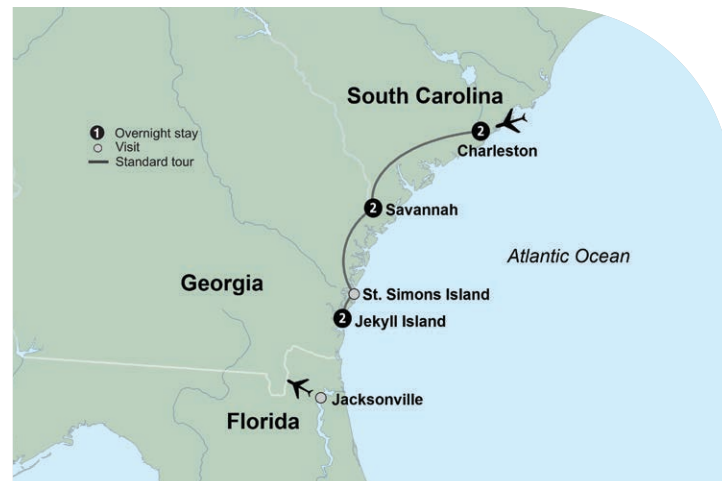 South Carolina
1 Overnight stay
Visit
Standard tour
2
Charleston
2 Savannah
Atlantic Ocean
Georgia
St. Simons Island
2 Jekyll Island
Jacksonville
Florida